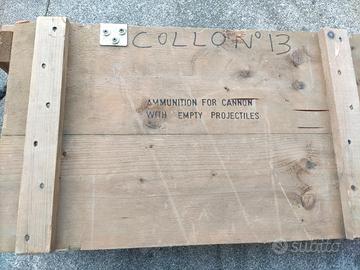 COLLO N° 13
AMMUNITION FOR CANNON
WITH EMPTY PROJECTILES
subito